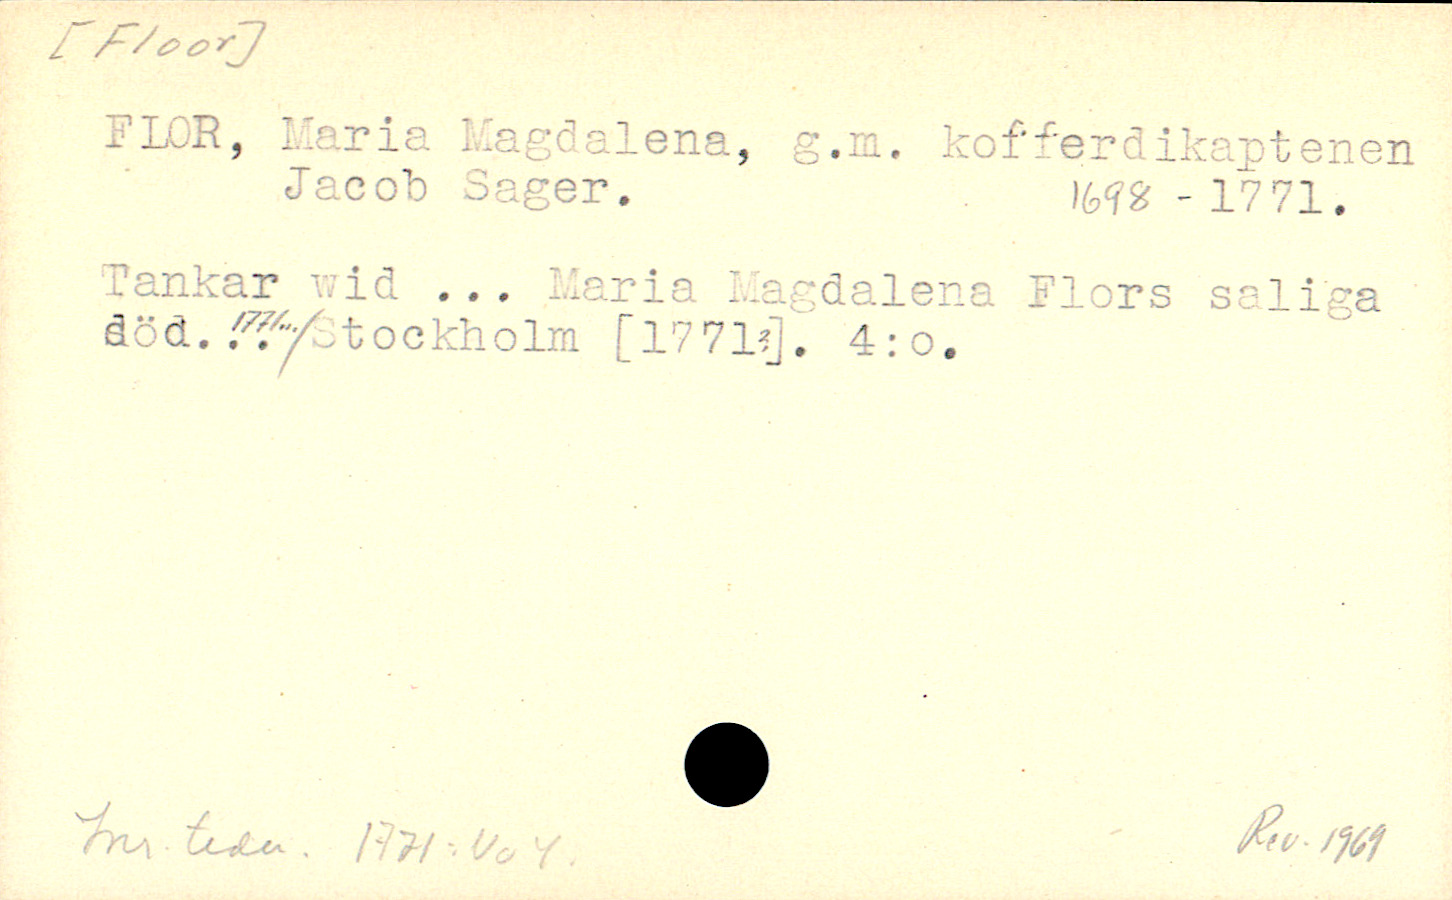 [Floor]
FLOR, Maria Magdalena, g.m. kofferdikaptenen
Jacob Sager. 1698 - 1771.
Tankar wid ... Maria Magdalena Flors saliga
död... 1771... / Stockholm [1771?]. 4:o.
1771:
Rev. 1969